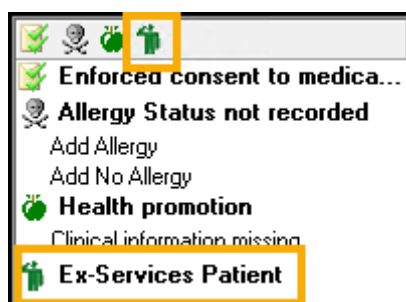 Enforced consent to medica...
Allergy Status not recorded
Add Allergy
Add No Allergy
Health promotion
Clinical information missing
Ex-Services Patient